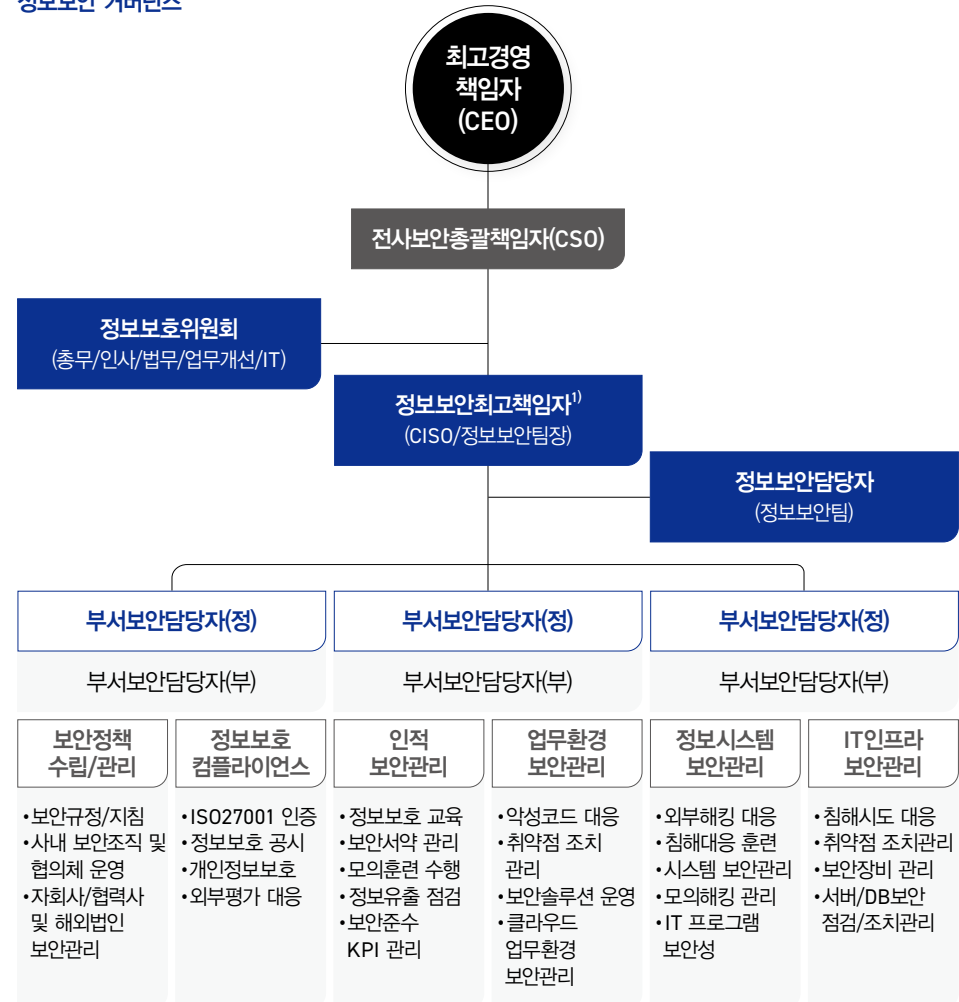 정보보안 거버넌스
최고경영
책임자
(CEO)
전사보안총괄책임자(CSO)
정보보호위원회
(총무/인사/법무/업무개선/IT)
정보보안최고책임자1)
(CISO/정보보안팀장)
정보보안담당자
(정보보안팀)
부서보안담당자(정)
부서보안담당자(부)
부서보안담당자(정)
부서보안담당자(부)
부서보안담당자(정)
부서보안담당자(부)
보안정책
수립/관리
•보안규정/지침
•사내 보안조직 및
협의체 운영
•자회사/협력사
및 해외법인
보안관리
정보보호
컴플라이언스
•ISO27001 인증
•정보보호 공시
•개인정보보호
•외부평가 대응
인적
보안관리
•정보보호 교육
•보안서약 관리
•모의훈련 수행
•정보유출 점검
•보안준수
KPI 관리
업무환경
보안관리
•악성코드 대응
•취약점 조치
관리
•보안솔루션 운영
•클라우드
업무환경
보안관리
정보시스템
보안관리
•외부해킹 대응
•침해대응 훈련
•시스템 보안관리
•모의해킹 관리
•IT 프로그램
보안성
IT인프라
보안관리
•침해시도 대응
•취약점 조치관리
•보안장비 관리
•서버/DB보안
점검/조치관리